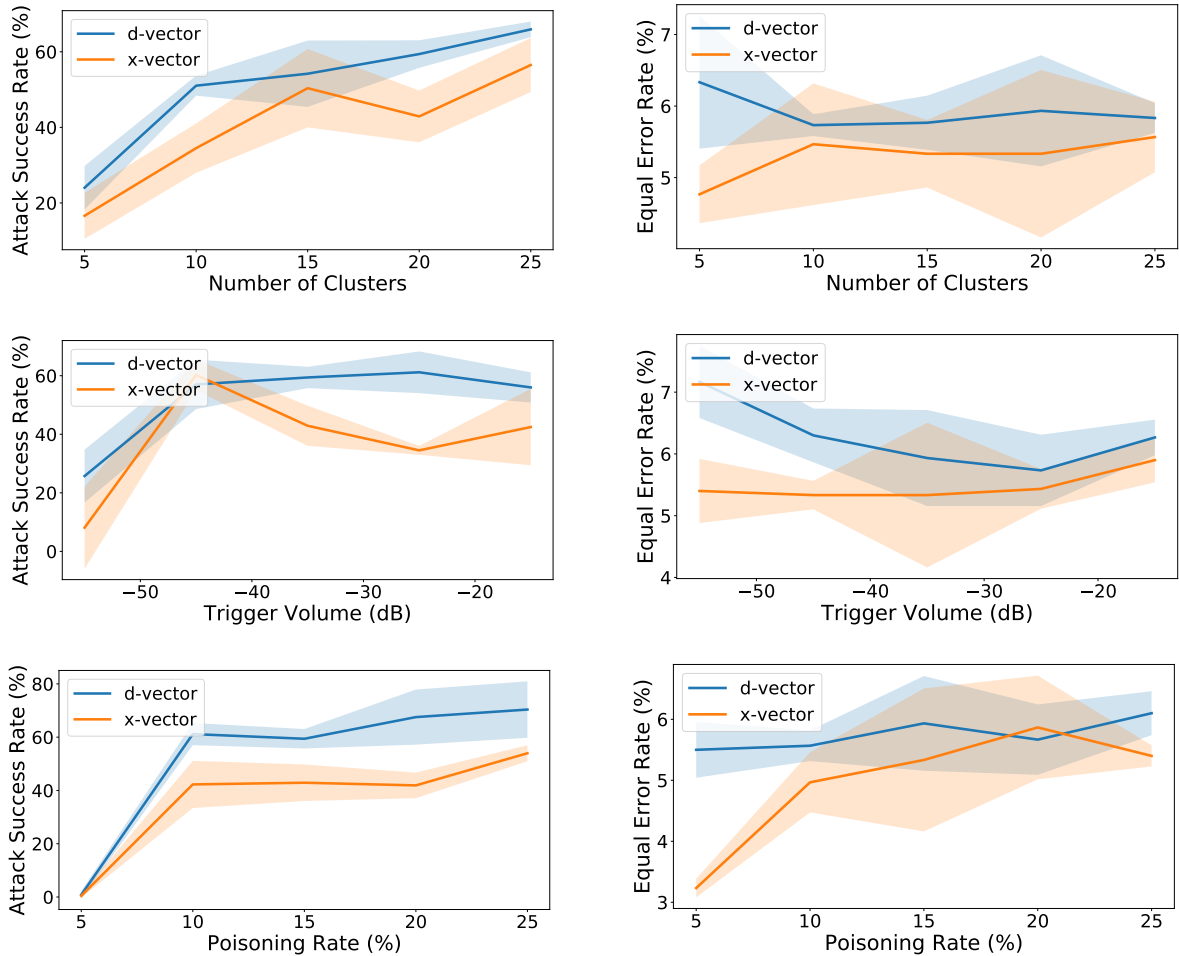 Attack Success Rate (%)
60
40
20
d-vector
x-vector
5 10 15 20 25
Number of Clusters
Equal Error Rate (%)
7
6
5
d-vector
x-vector
5 10 15 20 25
Number of Clusters
Attack Success Rate (%)
60
40
20
0
d-vector
x-vector
−50 −40 −30 −20
Trigger Volume (dB)
Equal Error Rate (%)
7
6
5
4
d-vector
x-vector
−50 −40 −30 −20
Trigger Volume (dB)
Attack Success Rate (%)
80
60
40
20
0
d-vector
x-vector
5 10 15 20 25
Poisoning Rate (%)
Equal Error Rate (%)
6
5
4
3
d-vector
x-vector
5 10 15 20 25
Poisoning Rate (%)